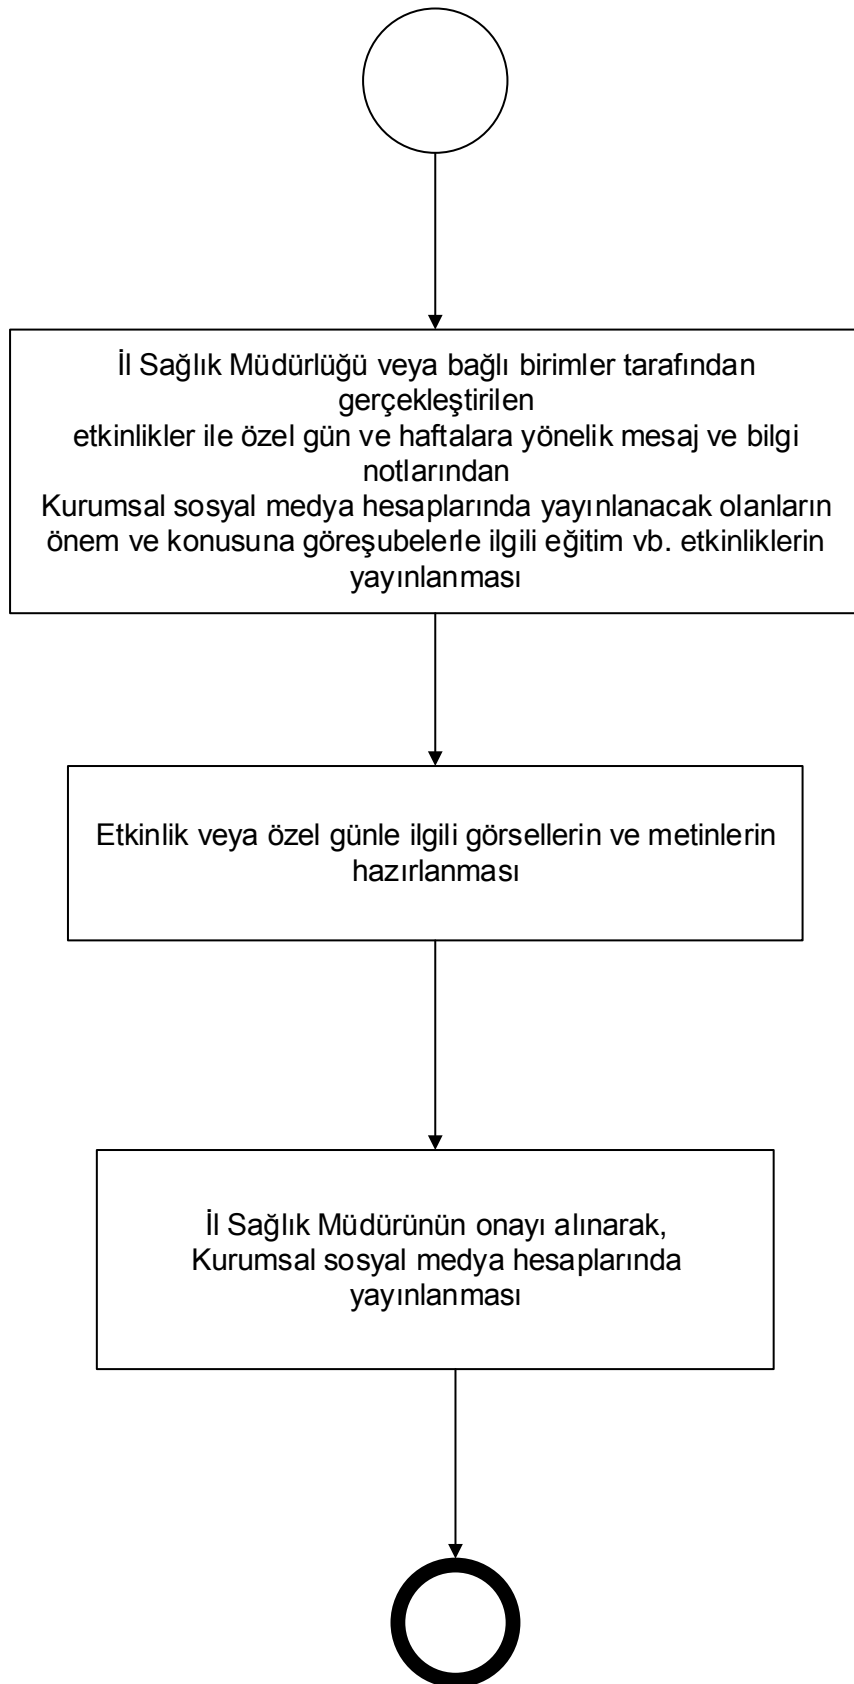 İl Sağlık Müdürlüğü veya bağlı birimler tarafından
gerçekleştirilen
etkinlikler ile özel gün ve haftalara yönelik mesaj ve bilgi
notlarından
Kurumsal sosyal medya hesaplarında yayınlanacak olanların
önem ve konusuna göreşubelerle ilgili eğitim vb. etkinliklerin
yayınlanması
Etkinlik veya özel günle ilgili görsellerin ve metinlerin
hazırlanması
İl Sağlık Müdürünün onayı alınarak,
Kurumsal sosyal medya hesaplarında
yayınlanması